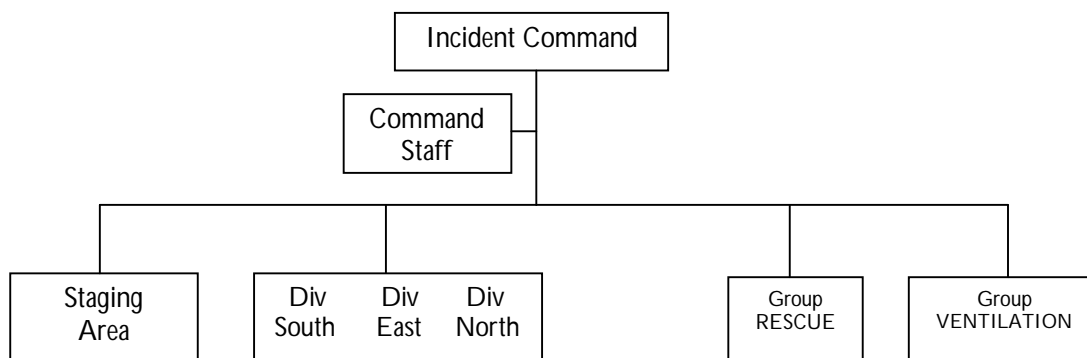 Incident Command
Command
Staff
Staging
Area
Div Div Div
South East North
Group
RESCUE
Group
VENTILATION